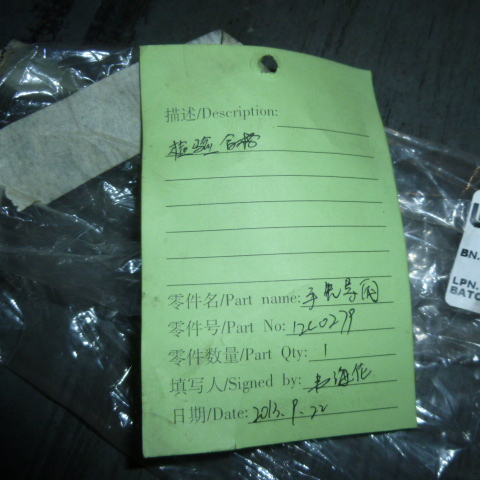 描述/Description:
检验合格
零件名/Part name:
零件号/Part No: 12C0279
零件数量/Part Qty: 1
填写人/Signed by:
日期/Date: 2013.9.22
BN.
LPN.
BATC